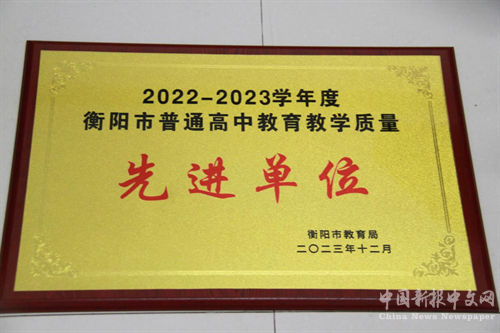 2022-2023学年度
衡阳市普通高中教育教学质量
先进单位
衡阳市教育局
二〇二三年十二月
中国新报中文网
China News Newspaper